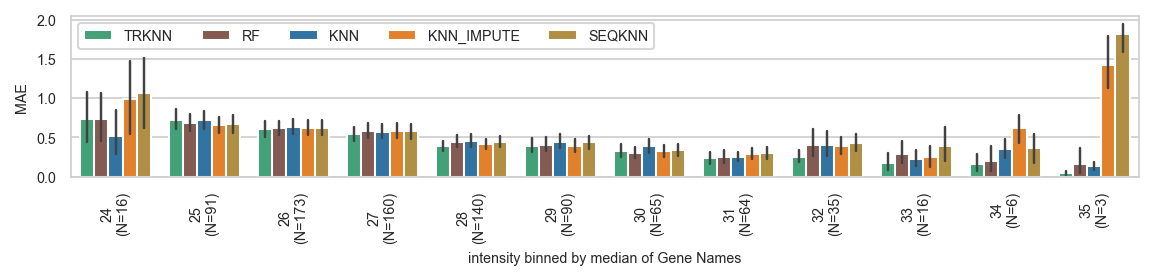 2.0
1.5
1.0
0.5
0.0
MAE
TRKNN RF KNN KNN_IMPUTE SEQKNN
24
(N=16)
25
(N=91)
26
(N=173)
27
(N=160)
28
(N=140)
29
(N=90)
30
(N=65)
31
(N=64)
32
(N=35)
33
(N=16)
34
(N=6)
35
(N=3)
intensity binned by median of Gene Names